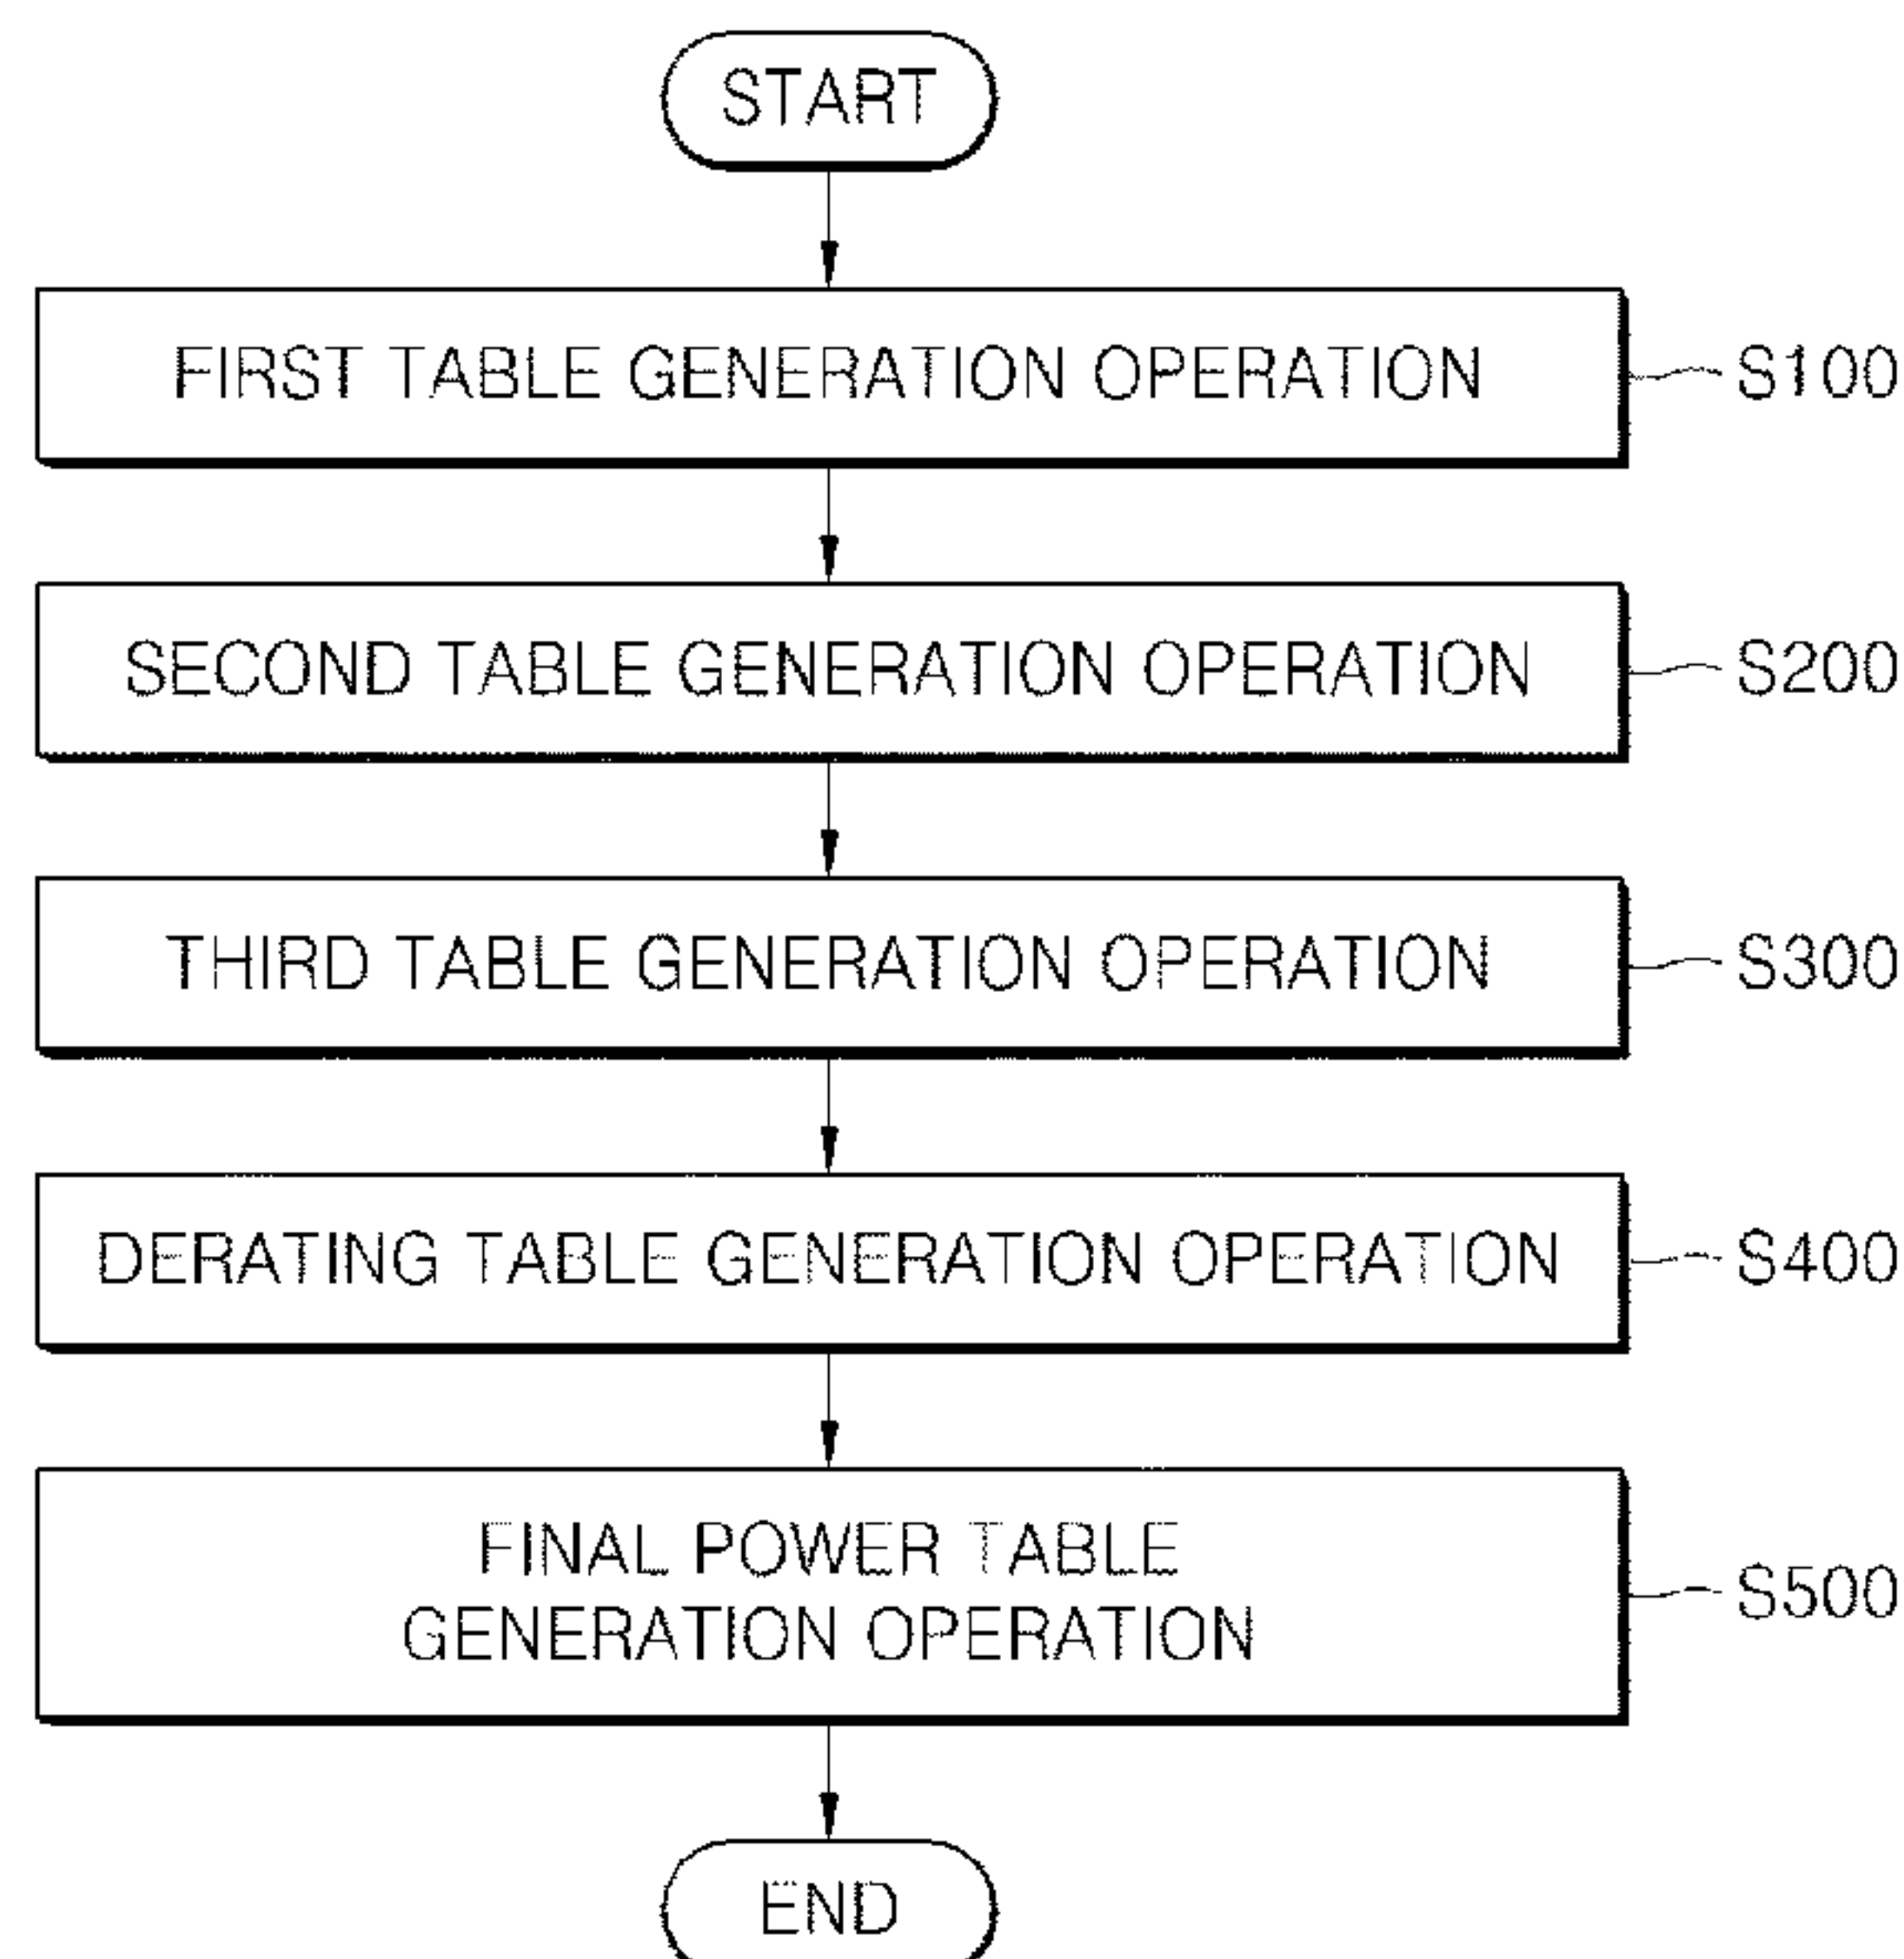 START
FIRST TABLE GENERATION OPERATION
S100
SECOND TABLE GENERATION OPERATION
S200
THIRD TABLE GENERATION OPERATION
S300
DERATING TABLE GENERATION OPERATION
S400
FINAL POWER TABLE
GENERATION OPERATION
S500
END